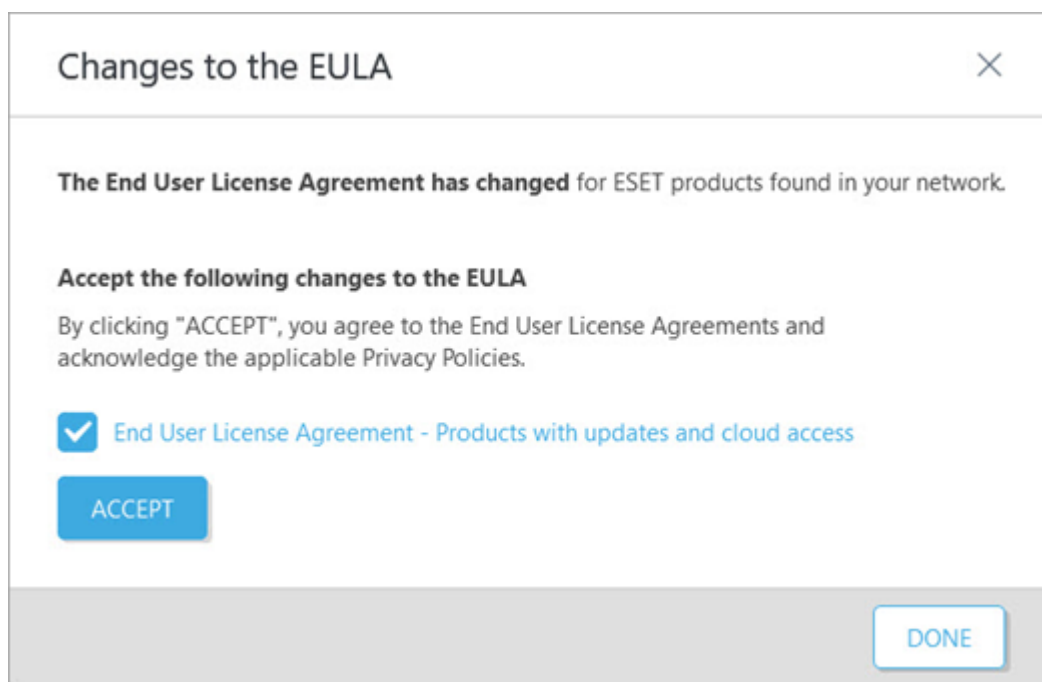 Changes to the EULA
The End User License Agreement has changed for ESET products found in your network.
Accept the following changes to the EULA
By clicking "ACCEPT", you agree to the End User License Agreements and
acknowledge the applicable Privacy Policies.
End User License Agreement - Products with updates and cloud access
ACCEPT
DONE